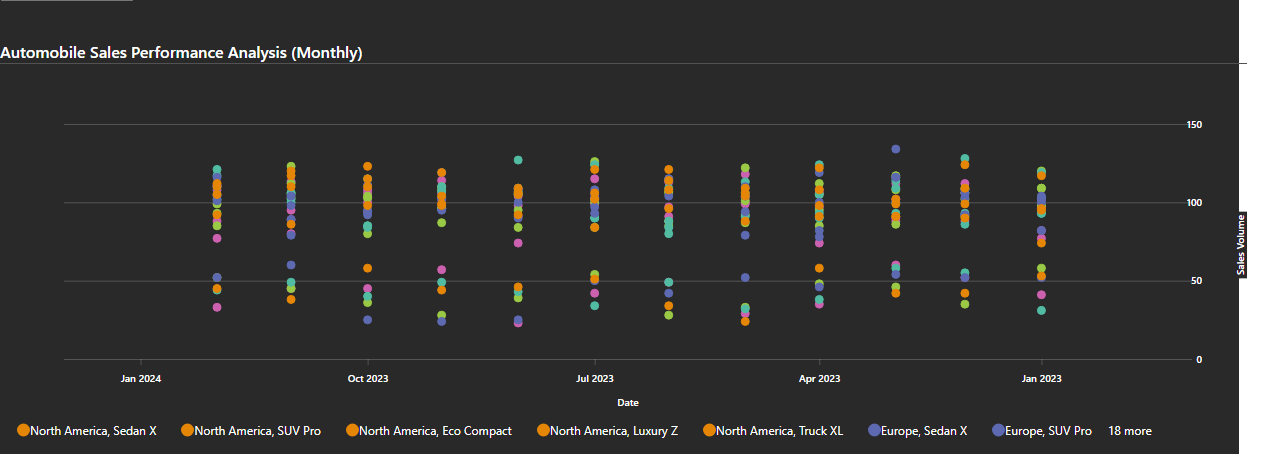 Automobile Sales Performance Analysis (Monthly)
150
100
50
0
Sales Volume
Jan 2024 Oct 2023 Jul 2023 Apr 2023 Jan 2023
Date
North America, Sedan X North America, SUV Pro North America, Eco Compact North America, Luxury Z North America, Truck XL Europe, Sedan X Europe, SUV Pro 18 more